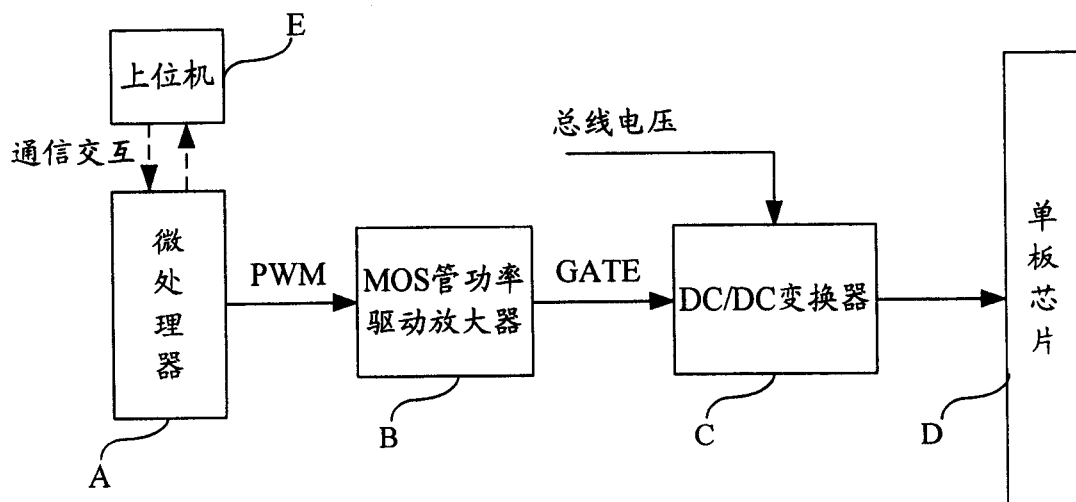 E
上位机
通信交互
总线电压
微处理器
PWM
MOS管功率
驱动放大器
GATE
DC/DC变换器
单板芯片
A
B
C
D